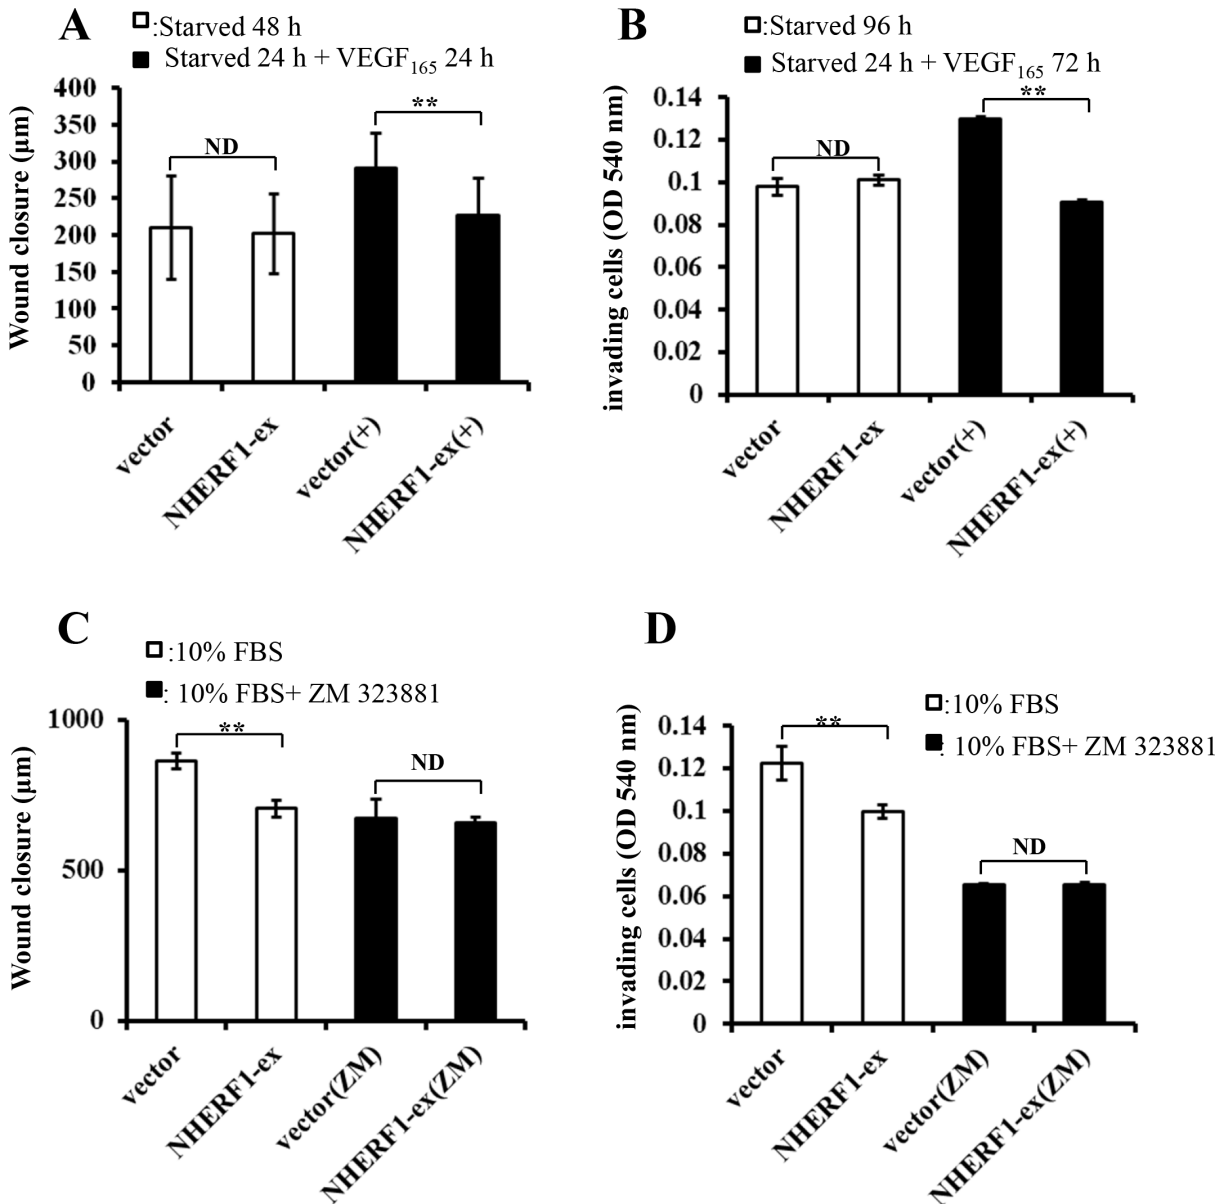 A
□:Starved 48 h
■ Starved 24 h + VEGF₁₆₅ 24 h
Wound closure (μm)
400
350
300
250
200
150
100
50
0
ND
**
vector
NHERF1-ex
vector(+)
NHERF1-ex(+)
B
□:Starved 96 h
■ Starved 24 h + VEGF₁₆₅ 72 h
invading cells (OD 540 nm)
0.14
0.12
0.1
0.08
0.06
0.04
0.02
0
ND
**
vector
NHERF1-ex
vector(+)
NHERF1-ex(+)
C
□:10% FBS
■: 10% FBS+ ZM 323881
Wound closure (μm)
1000
500
0
**
ND
vector
NHERF1-ex
vector(ZM)
NHERF1-ex(ZM)
D
□:10% FBS
■: 10% FBS+ ZM 323881
invading cells (OD 540 nm)
0.14
0.12
0.1
0.08
0.06
0.04
0.02
0
**
ND
vector
NHERF1-ex
vector(ZM)
NHERF1-ex(ZM)